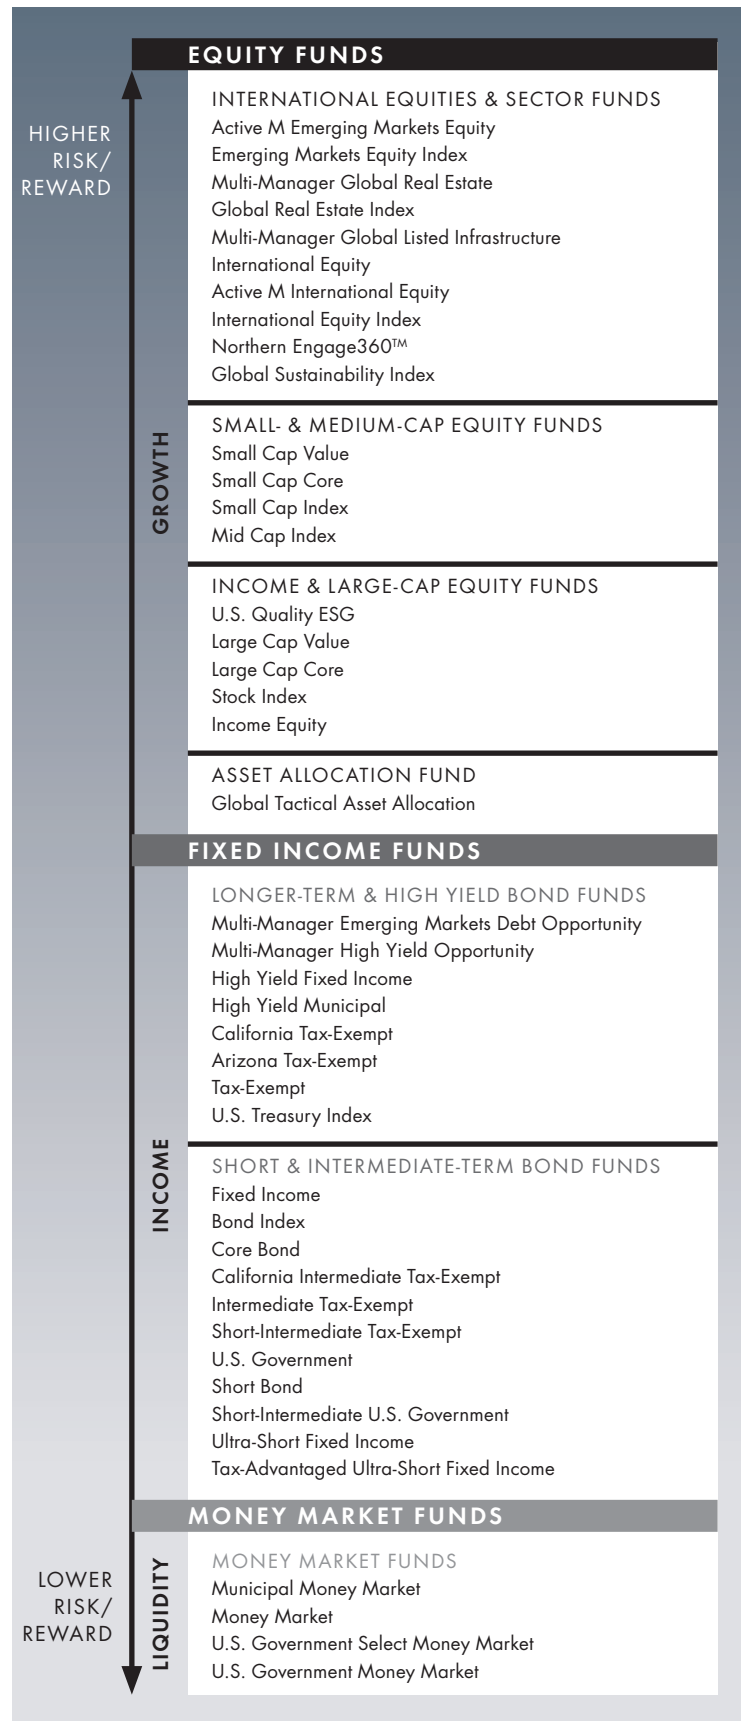 EQUITY FUNDS
HIGHER
RISK/
REWARD
INTERNATIONAL EQUITIES & SECTOR FUNDS
Active M Emerging Markets Equity
Emerging Markets Equity Index
Multi-Manager Global Real Estate
Global Real Estate Index
Multi-Manager Global Listed Infrastructure
International Equity
Active M International Equity
International Equity Index
Northern Engage360™
Global Sustainability Index
GROWTH
SMALL- & MEDIUM-CAP EQUITY FUNDS
Small Cap Value
Small Cap Core
Small Cap Index
Mid Cap Index
INCOME & LARGE-CAP EQUITY FUNDS
U.S. Quality ESG
Large Cap Value
Large Cap Core
Stock Index
Income Equity
ASSET ALLOCATION FUND
Global Tactical Asset Allocation
FIXED INCOME FUNDS
LONGER-TERM & HIGH YIELD BOND FUNDS
Multi-Manager Emerging Markets Debt Opportunity
Multi-Manager High Yield Opportunity
High Yield Fixed Income
High Yield Municipal
California Tax-Exempt
Arizona Tax-Exempt
Tax-Exempt
U.S. Treasury Index
INCOME
SHORT & INTERMEDIATE-TERM BOND FUNDS
Fixed Income
Bond Index
Core Bond
California Intermediate Tax-Exempt
Intermediate Tax-Exempt
Short-Intermediate Tax-Exempt
U.S. Government
Short Bond
Short-Intermediate U.S. Government
Ultra-Short Fixed Income
Tax-Advantaged Ultra-Short Fixed Income
MONEY MARKET FUNDS
LOWER
RISK/
REWARD
LIQUIDITY
MONEY MARKET FUNDS
Municipal Money Market
Money Market
U.S. Government Select Money Market
U.S. Government Money Market